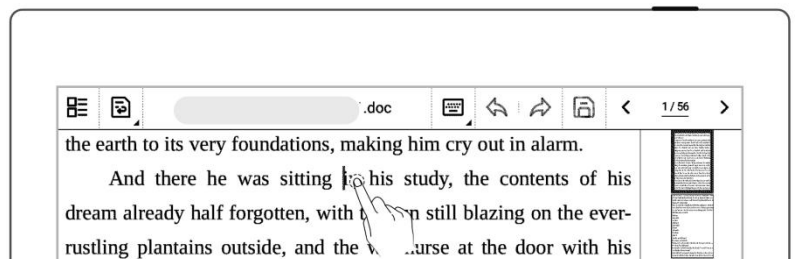 .doc
1 / 56
the earth to its very foundations, making him cry out in alarm.
And there he was sitting his study, the contents of his
dream already half forgotten, with still blazing on the ever-
rustling plantains outside, and the at the door with his